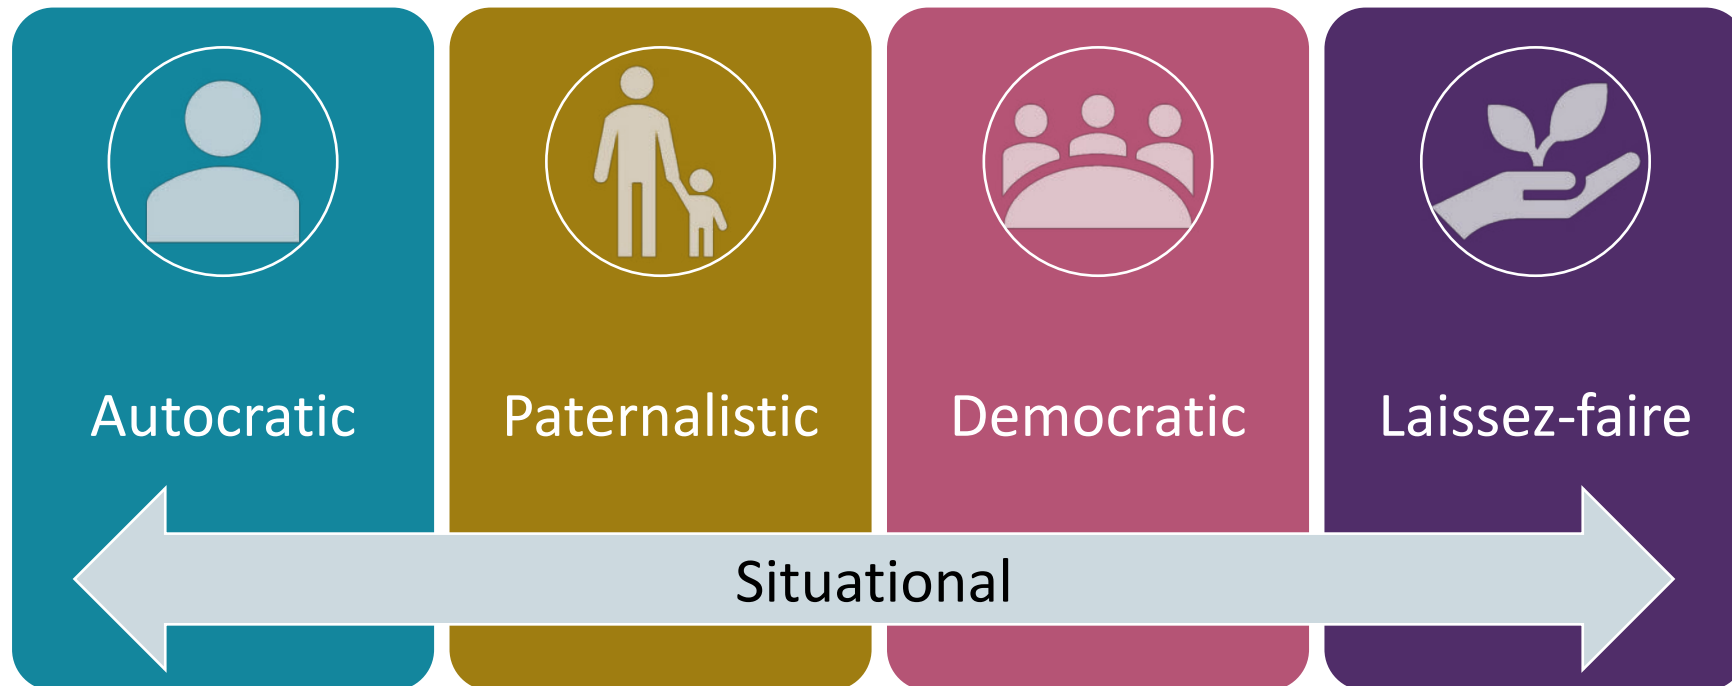 Autocratic
Paternalistic
Democratic
Laissez-faire
Situational